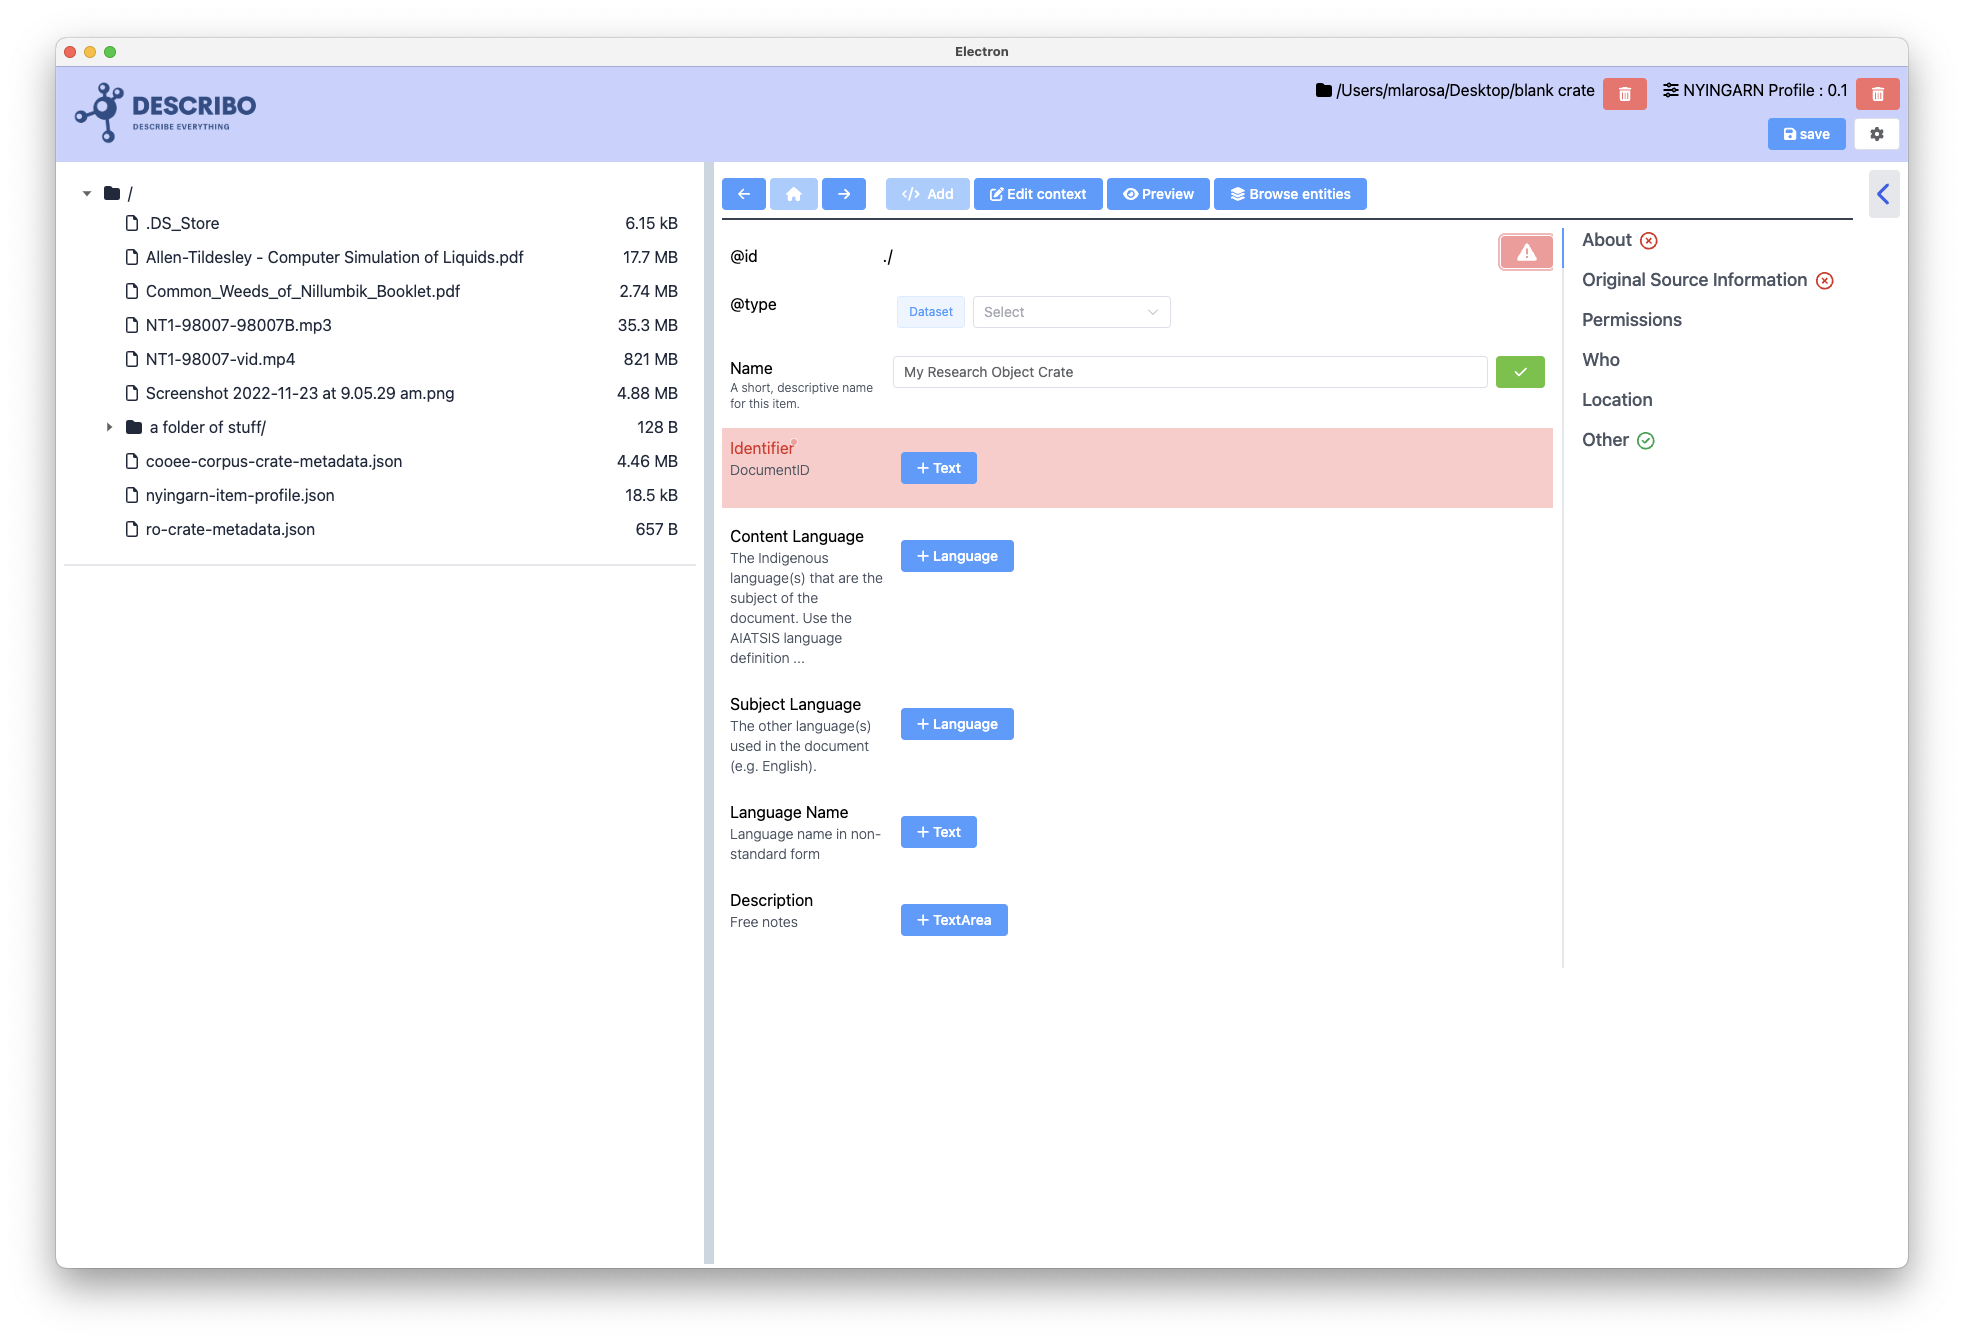 Electron
DESCRIBO
DESCRIBE EVERYTHING
/Users/mlarosa/Desktop/blank crate
NYINGARN Profile : 0.1
save
/
.DS_Store 6.15 kB
Allen-Tildesley - Computer Simulation of Liquids.pdf 17.7 MB
Common_Weeds_of_Nillumbik_Booklet.pdf 2.74 MB
NT1-98007-98007B.mp3 35.3 MB
NT1-98007-vid.mp4 821 MB
Screenshot 2022-11-23 at 9.05.29 am.png 4.88 MB
a folder of stuff/ 128 B
cooee-corpus-crate-metadata.json 4.46 MB
nyingarn-item-profile.json 18.5 kB
ro-crate-metadata.json 657 B
</> Add
Edit context
Preview
Browse entities
@id ./
@type Dataset Select
Name
A short, descriptive name
for this item.
My Research Object Crate
Identifier
DocumentID
+ Text
Content Language
The Indigenous
language(s) that are the
subject of the
document. Use the
AIATSIS language
definition ...
+ Language
Subject Language
The other language(s)
used in the document
(e.g. English).
+ Language
Language Name
Language name in non-
standard form
+ Text
Description
Free notes
+ TextArea
About
Original Source Information
Permissions
Who
Location
Other